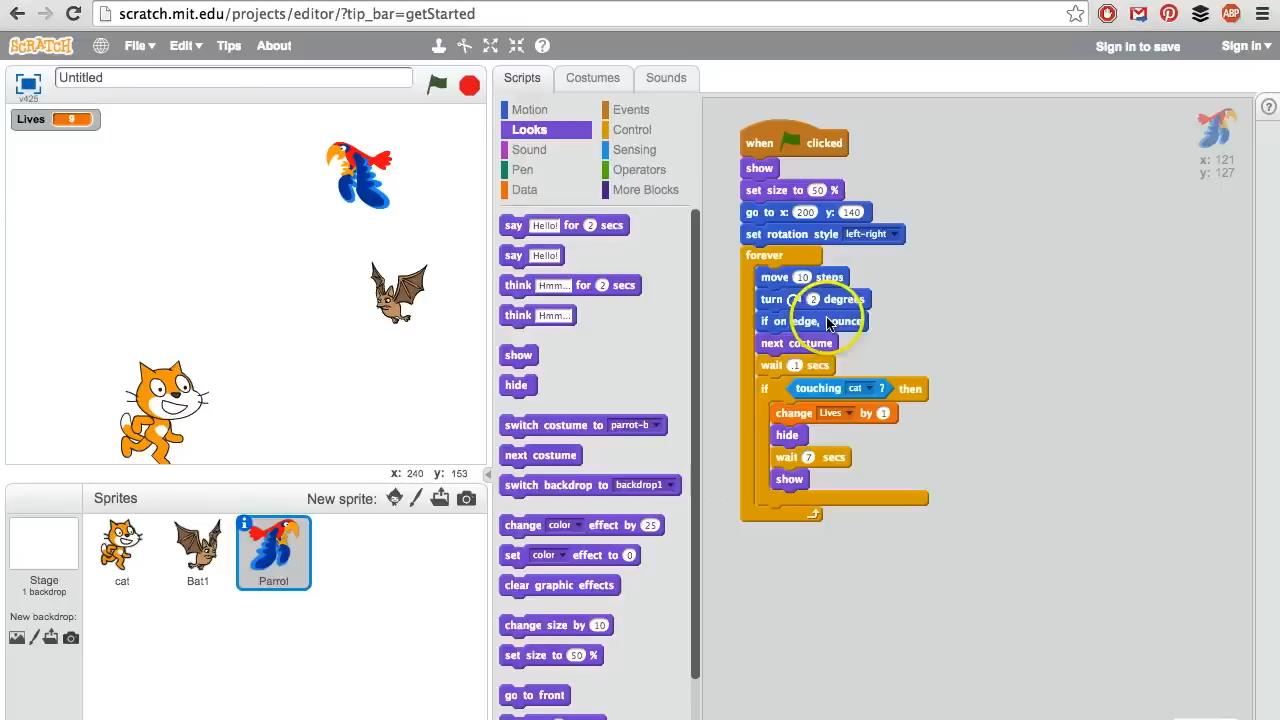 scratch.mit.edu/projects/editor/?tip_bar=getStarted
ABP
SCRATCH File Edit Tips About Sign in to save Sign in
v425 Untitled
Scripts Costumes Sounds
Lives 9
Motion Events
Looks Control
Sound Sensing
Pen Operators
Data More Blocks
say Hello! for 2 secs
say Hello!
think Hmm... for 2 secs
think Hmm...
show
hide
switch costume to parrot-b
next costume
switch backdrop to backdrop1
change color effect by 25
set color effect to 0
clear graphic effects
change size by 10
set size to 50 %
go to front
when clicked
show
set size to 50 %
go to x: 200 y: 140
set rotation style left-right
forever
move 10 steps
turn 2 degrees
if on edge, bounce
next costume
wait .1 secs
if touching cat ? then
change Lives by 1
hide
wait 7 secs
show
x: 121
y: 127
x: 240 y: 153
Sprites New sprite:
Stage
1 backdrop
New backdrop:
cat
Bat1
i
Parrot